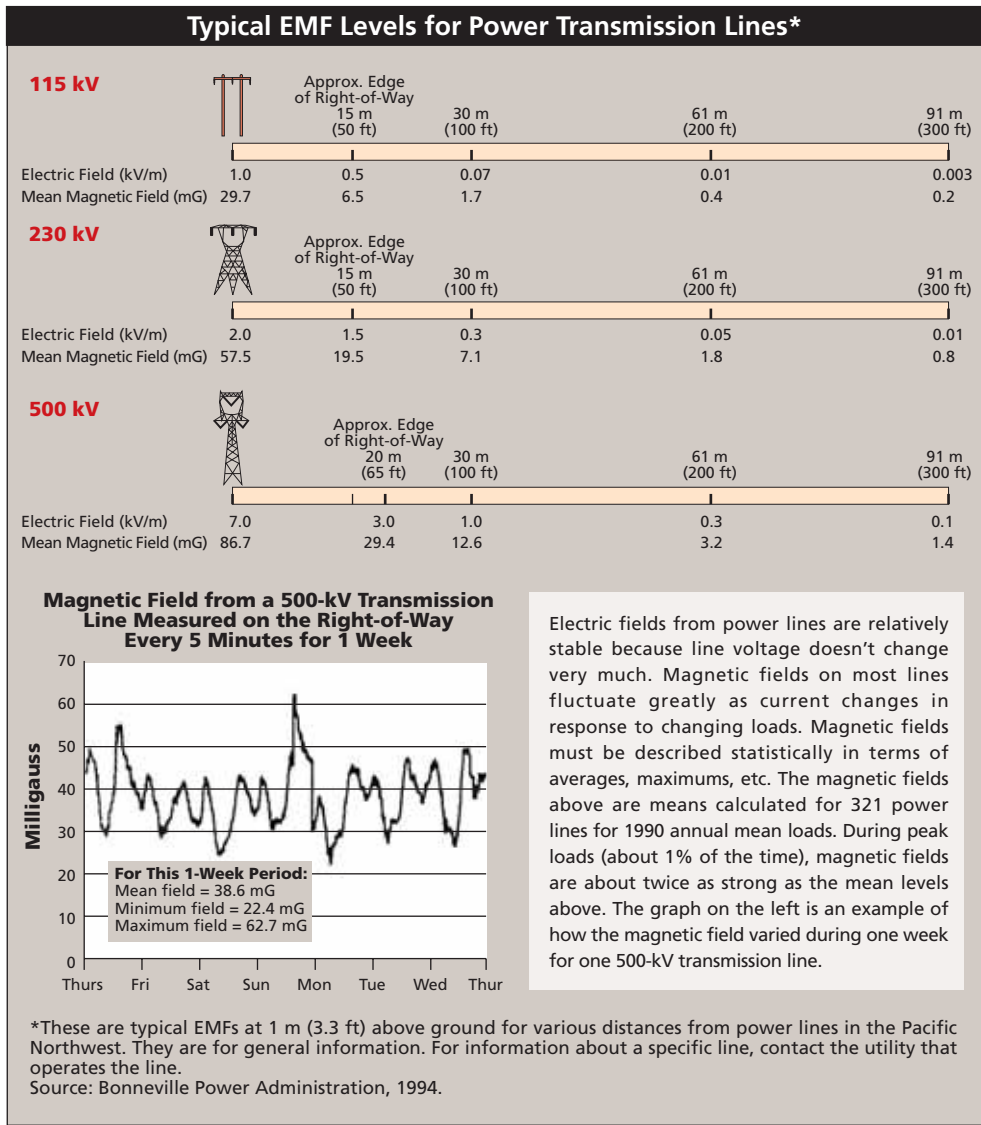 Typical EMF Levels for Power Transmission Lines*
115 kV
Approx. Edge
of Right-of-Way
15 m 30 m 61 m 91 m
(50 ft) (100 ft) (200 ft) (300 ft)
Electric Field (kV/m) 1.0 0.5 0.07 0.01 0.003
Mean Magnetic Field (mG) 29.7 6.5 1.7 0.4 0.2
230 kV
Approx. Edge
of Right-of-Way
15 m 30 m 61 m 91 m
(50 ft) (100 ft) (200 ft) (300 ft)
Electric Field (kV/m) 2.0 1.5 0.3 0.05 0.01
Mean Magnetic Field (mG) 57.5 19.5 7.1 1.8 0.8
500 kV
Approx. Edge
of Right-of-Way
20 m 30 m 61 m 91 m
(65 ft) (100 ft) (200 ft) (300 ft)
Electric Field (kV/m) 7.0 3.0 1.0 0.3 0.1
Mean Magnetic Field (mG) 86.7 29.4 12.6 3.2 1.4
Magnetic Field from a 500-kV Transmission
Line Measured on the Right-of-Way
Every 5 Minutes for 1 Week
Milligauss
70
60
50
40
30
20
10
0
For This 1-Week Period:
Mean field = 38.6 mG
Minimum field = 22.4 mG
Maximum field = 62.7 mG
Thurs Fri Sat Sun Mon Tue Wed Thur
Electric fields from power lines are relatively
stable because line voltage doesn't change
very much. Magnetic fields on most lines
fluctuate greatly as current changes in
response to changing loads. Magnetic fields
must be described statistically in terms of
averages, maximums, etc. The magnetic fields
above are means calculated for 321 power
lines for 1990 annual mean loads. During peak
loads (about 1% of the time), magnetic fields
are about twice as strong as the mean levels
above. The graph on the left is an example of
how the magnetic field varied during one week
for one 500-kV transmission line.
*These are typical EMFs at 1 m (3.3 ft) above ground for various distances from power lines in the Pacific
Northwest. They are for general information. For information about a specific line, contact the utility that
operates the line.
Source: Bonneville Power Administration, 1994.